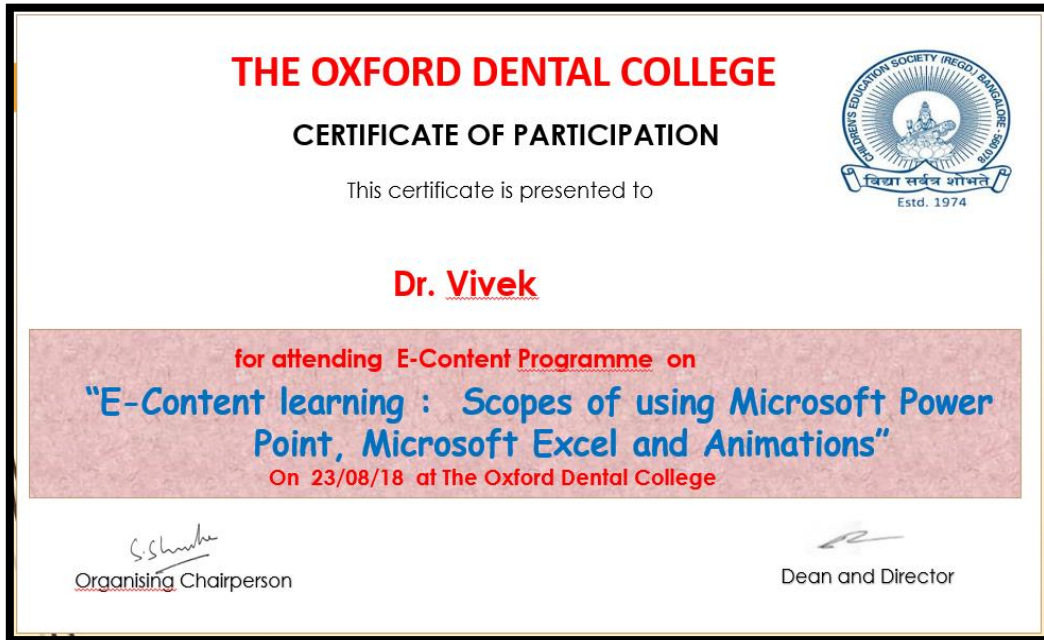 THE OXFORD DENTAL COLLEGE
CERTIFICATE OF PARTICIPATION
This certificate is presented to
CHILDREN'S EDUCATION SOCIETY (REGD.) BANGALORE - 560 078
विद्या सर्वत्र शोभते
Estd. 1974
Dr. Vivek
for attending E-Content Programme on
“E-Content learning : Scopes of using Microsoft Power
Point, Microsoft Excel and Animations”
On 23/08/18 at The Oxford Dental College
Organising Chairperson
Dean and Director